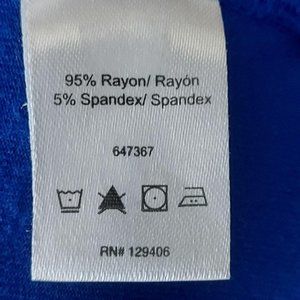 95% Rayon/ Rayón
5% Spandex/ Spandex
647367
RN# 129406